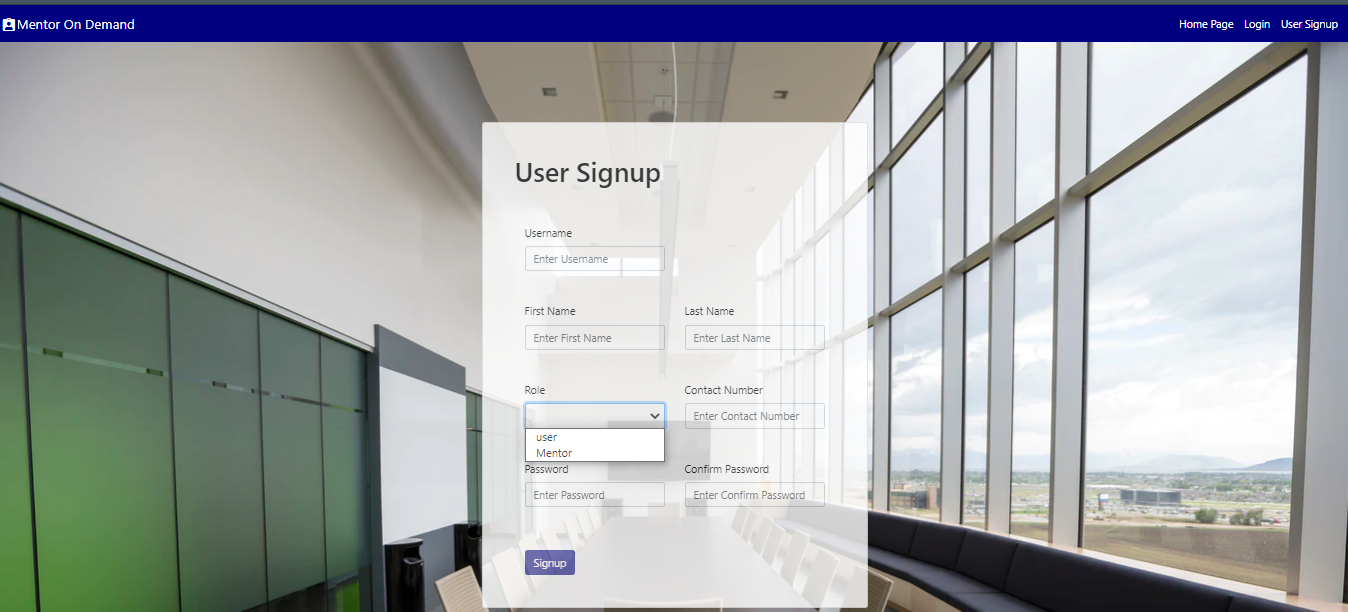 Mentor On Demand
Home Page Login User Signup
User Signup
Username
Enter Username
First Name Last Name
Enter First Name Enter Last Name
Role Contact Number
Enter Contact Number
user
Mentor
Password Confirm Password
Enter Password Enter Confirm Password
Signup